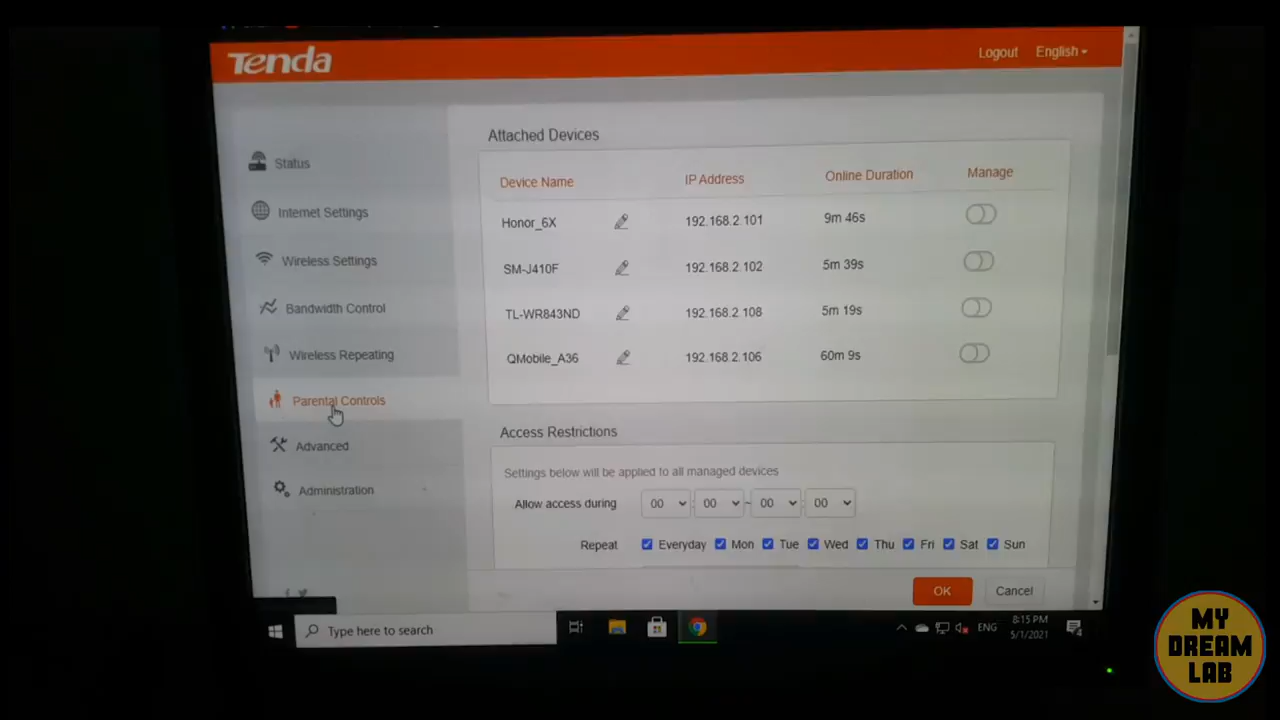 Tenda
Logout English
Status
Internet Settings
Wireless Settings
Bandwidth Control
Wireless Repeating
Parental Controls
Advanced
Administration
Attached Devices
Device Name IP Address Online Duration Manage
Honor_6X 192.168.2.101 9m 46s
SM-J410F 192.168.2.102 5m 39s
TL-WR843ND 192.168.2.108 5m 19s
QMobile_A36 192.168.2.106 60m 9s
Access Restrictions
Settings below will be applied to all managed devices
Allow access during 00 : 00 ~ 00 : 00
Repeat Everyday Mon Tue Wed Thu Fri Sat Sun
OK Cancel
Type here to search
ENG
8:15 PM
5/1/2021
4
MY
DREAM
LAB